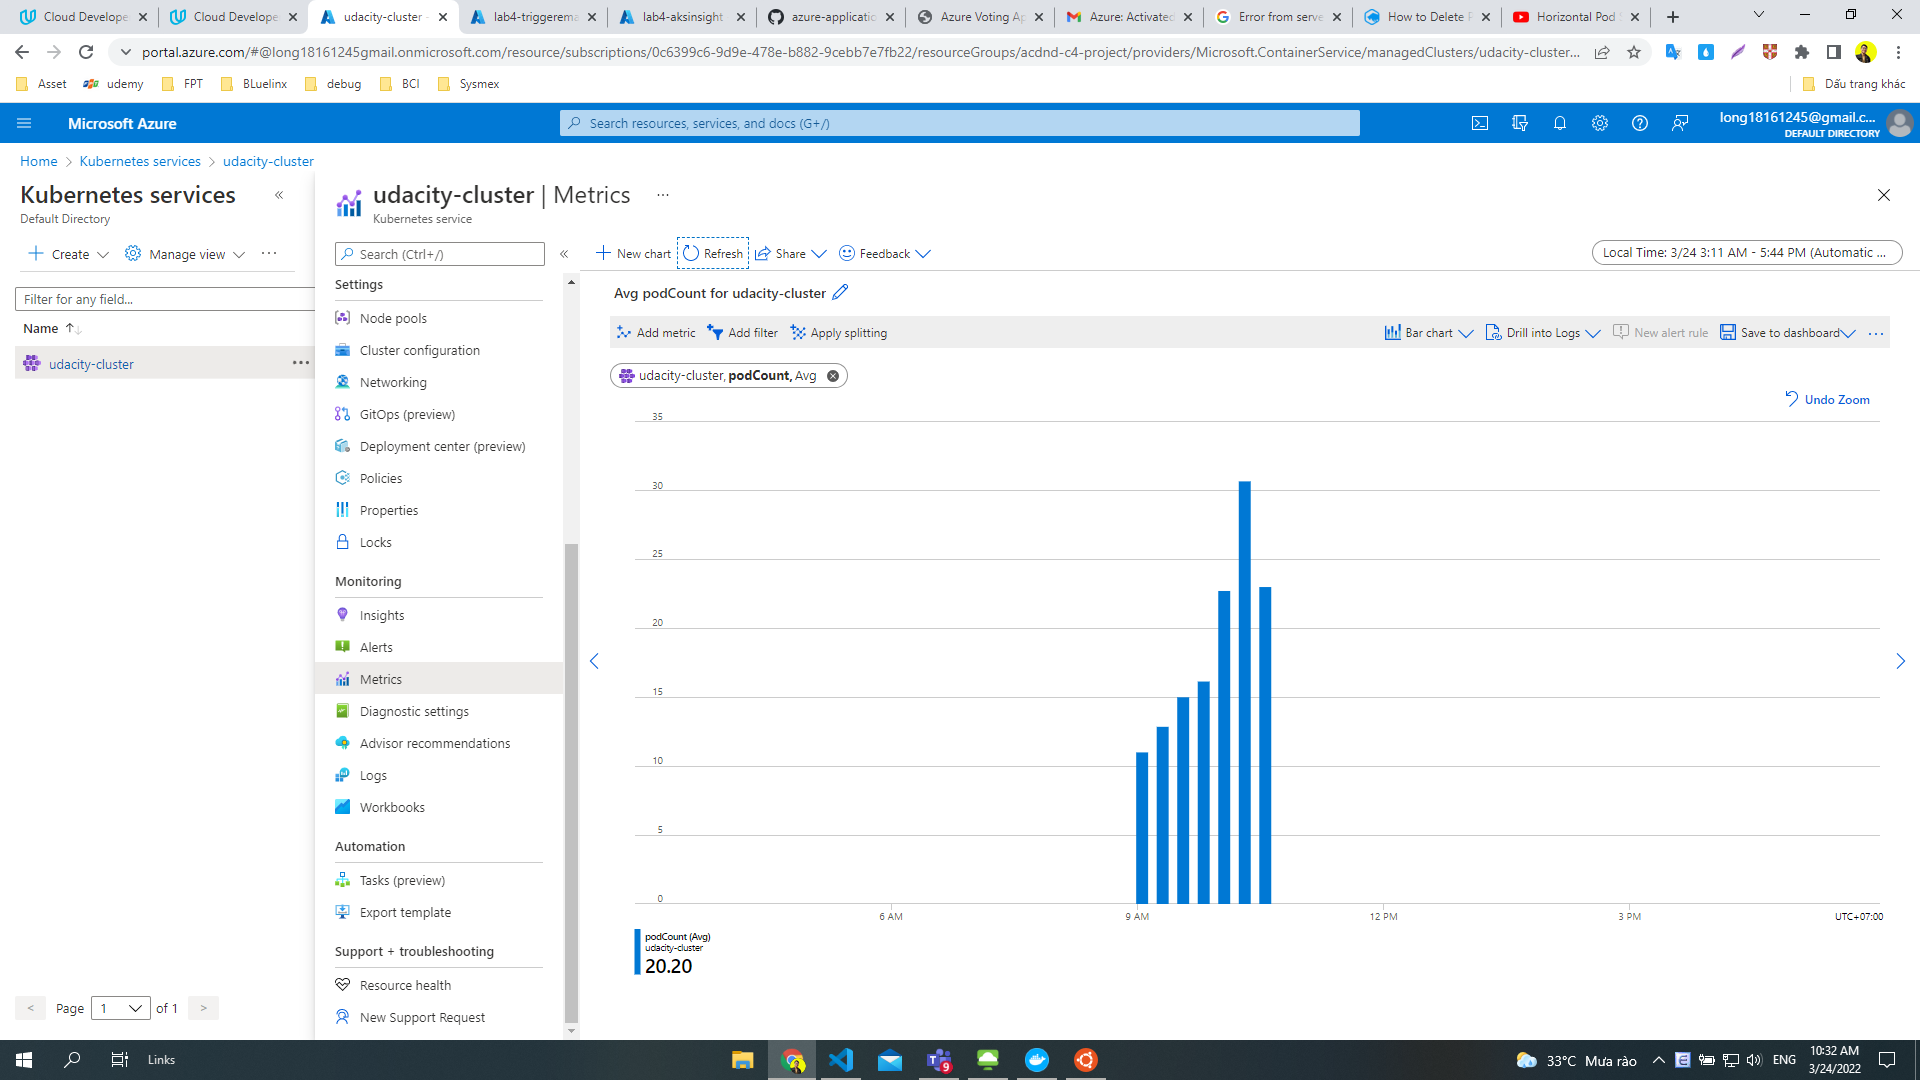 Cloud Develope
Cloud Develope
udacity-cluster -
lab4-triggerema
lab4-aksinsight
azure-applicatio
Azure Voting Ap
Azure: Activated
Error from serve
How to Delete P
Horizontal Pod S
portal.azure.com/#@long18161245gmail.onmicrosoft.com/resource/subscriptions/0c6399c6-9d9e-478e-b882-9cebb7e7fb22/resourceGroups/acdnd-c4-project/providers/Microsoft.ContainerService/managedClusters/udacity-cluster...
Asset
udemy
FPT
BLuelinx
debug
BCI
Sysmex
Dấu trang khác
Microsoft Azure
Search resources, services, and docs (G+/)
long18161245@gmail.c...
DEFAULT DIRECTORY
Home > Kubernetes services > udacity-cluster
Kubernetes services
Default Directory
Create
Manage view
...
Filter for any field...
Name
udacity-cluster
...
< Page 1 of 1 >
udacity-cluster | Metrics
...
Kubernetes service
Search (Ctrl+/)
Settings
Node pools
Cluster configuration
Networking
GitOps (preview)
Deployment center (preview)
Policies
Properties
Locks
Monitoring
Insights
Alerts
Metrics
Diagnostic settings
Advisor recommendations
Logs
Workbooks
Automation
Tasks (preview)
Export template
Support + troubleshooting
Resource health
New Support Request
New chart
Refresh
Share
Feedback
Local Time: 3/24 3:11 AM - 5:44 PM (Automatic ...
Avg podCount for udacity-cluster
Add metric
Add filter
Apply splitting
Bar chart
Drill into Logs
New alert rule
Save to dashboard
...
udacity-cluster, podCount, Avg
Undo Zoom
35
30
25
20
15
10
5
0
6 AM
9 AM
12 PM
3 PM
UTC+07:00
podCount (Avg)
udacity-cluster
20.20
Links
9
33°C Mưa rào
ENG
10:32 AM
3/24/2022